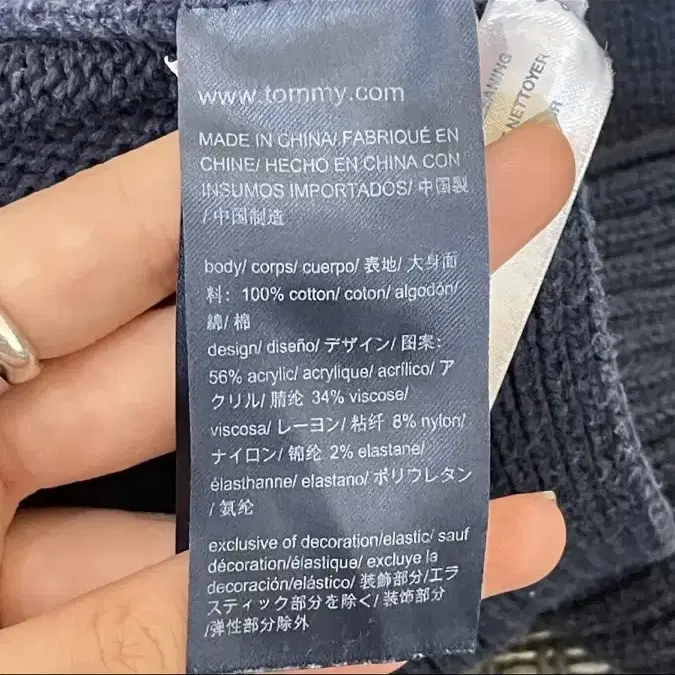 www.tommy.com
MADE IN CHINA/ FABRIQUÉ EN
CHINE/ HECHO EN CHINA CON
INSUMOS IMPORTADOS/ 中国製
/ 中国制造
body/ corps/ cuerpo/ 表地/ 大身面
料: 100% cotton/ coton/ algodón/
綿/ 棉
design/ diseño/ デザイン/ 图案:
56% acrylic/ acrylique/ acrílico/ ア
クリル/ 腈纶 34% viscose/
viscosa/ レーヨン/ 粘纤 8% nylon/
ナイロン/ 锦纶 2% elastane/
élasthanne/ elastano/ ポリウレタン
/ 氨纶
exclusive of decoration/elastic/ sauf
décoration/élastique/ excluye la
decoración/elástico/ 装飾部分/エラ
スティック部分を除く/ 装饰部分
/弹性部分除外
EANING
NETTOYER
ER